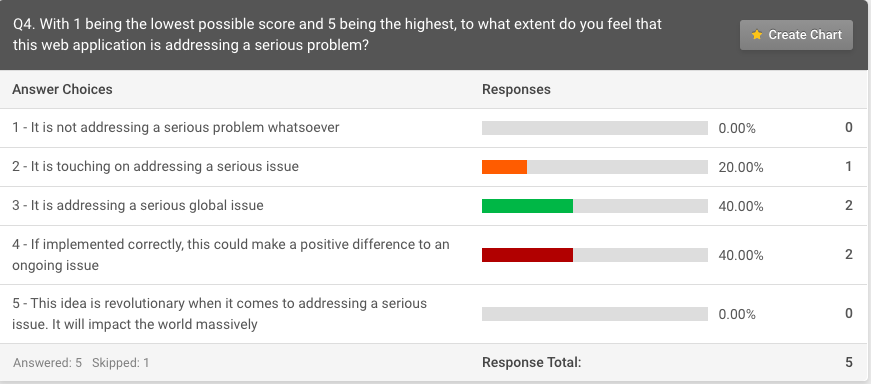 Q4. With 1 being the lowest possible score and 5 being the highest, to what extent do you feel that
this web application is addressing a serious problem?
Create Chart
Answer Choices Responses
1 - It is not addressing a serious problem whatsoever 0.00% 0
2 - It is touching on addressing a serious issue 20.00% 1
3 - It is addressing a serious global issue 40.00% 2
4 - If implemented correctly, this could make a positive difference to an
ongoing issue 40.00% 2
5 - This idea is revolutionary when it comes to addressing a serious
issue. It will impact the world massively 0.00% 0
Answered: 5 Skipped: 1 Response Total: 5